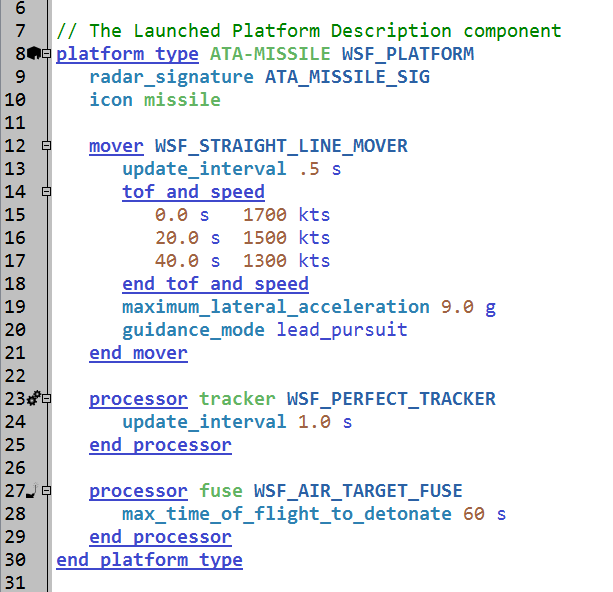 6
7 // The Launched Platform Description component
8 platform_type ATA-MISSILE WSF_PLATFORM
9 radar_signature ATA_MISSILE_SIG
10 icon missile
11
12 mover WSF_STRAIGHT_LINE_MOVER
13 update_interval .5 s
14 tof_and_speed
15 0.0 s 1700 kts
16 20.0 s 1500 kts
17 40.0 s 1300 kts
18 end_tof_and_speed
19 maximum_lateral_acceleration 9.0 g
20 guidance_mode lead_pursuit
21 end_mover
22
23 processor tracker WSF_PERFECT_TRACKER
24 update_interval 1.0 s
25 end_processor
26
27 processor fuse WSF_AIR_TARGET_FUSE
28 max_time_of_flight_to_detonate 60 s
29 end_processor
30 end_platform_type
31